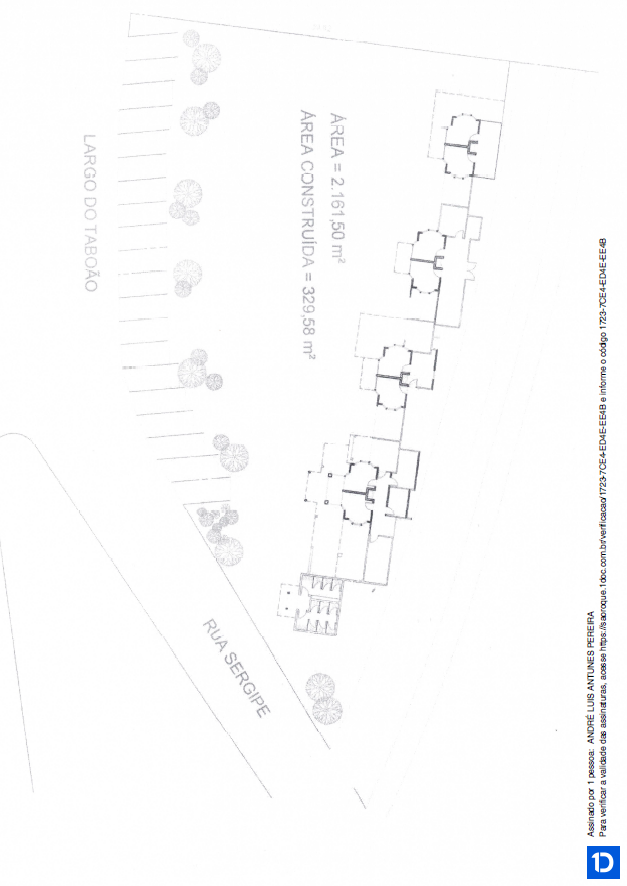 LARGO DO TABOÃO
ÁREA = 2.161,50 m²
ÁREA CONSTRUÍDA = 329,58 m²
RUA SERGIPE
Assinado por 1 pessoa: ANDRÉ LUIS ANTUNES PEREIRA
Para verificar a validade das assinaturas, acesse https://saoroque.1doc.com.br/verificacao/1723-7CE4-ED4E-EE4B e informe o código 1723-7CE4-ED4E-EE4B
1D